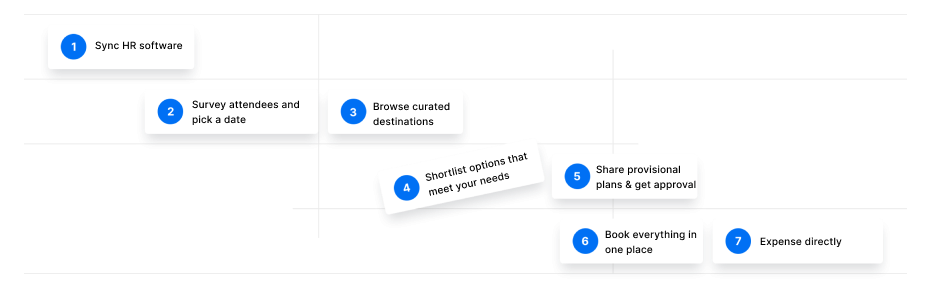 1 Sync HR software
2 Survey attendees and
pick a date
3 Browse curated
destinations
4 Shortlist options that
meet your needs
5 Share provisional
plans & get approval
6 Book everything in
one place
7 Expense directly